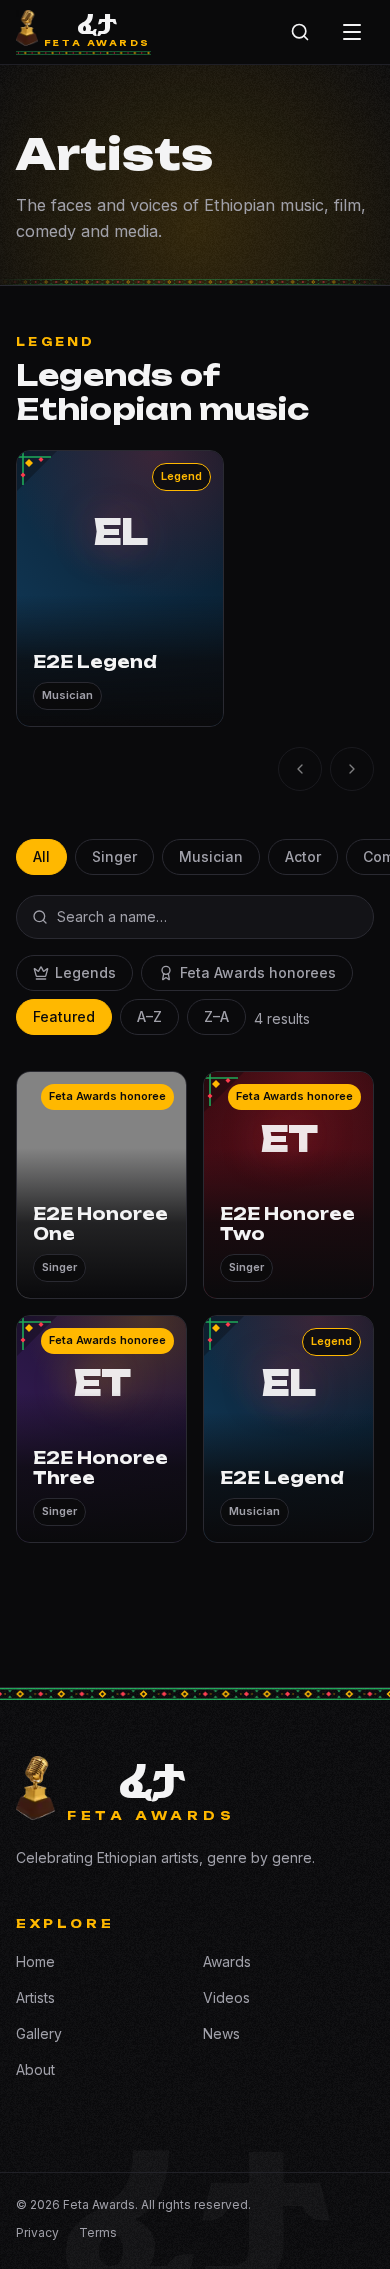 ፈታ
FETA AWARDS
Artists
The faces and voices of Ethiopian music, film,
comedy and media.
LEGEND
Legends of
Ethiopian music
Legend
EL
E2E Legend
Musician
All
Singer
Musician
Actor
Com
Search a name…
Legends
Feta Awards honorees
Featured
A–Z
Z–A
4 results
Feta Awards honoree
E2E Honoree
One
Singer
Feta Awards honoree
ET
E2E Honoree
Two
Singer
Feta Awards honoree
ET
E2E Honoree
Three
Singer
Legend
EL
E2E Legend
Musician
ፈታ
FETA AWARDS
Celebrating Ethiopian artists, genre by genre.
EXPLORE
Home
Awards
Artists
Videos
Gallery
News
About
ፈታ
© 2026 Feta Awards. All rights reserved.
Privacy
Terms